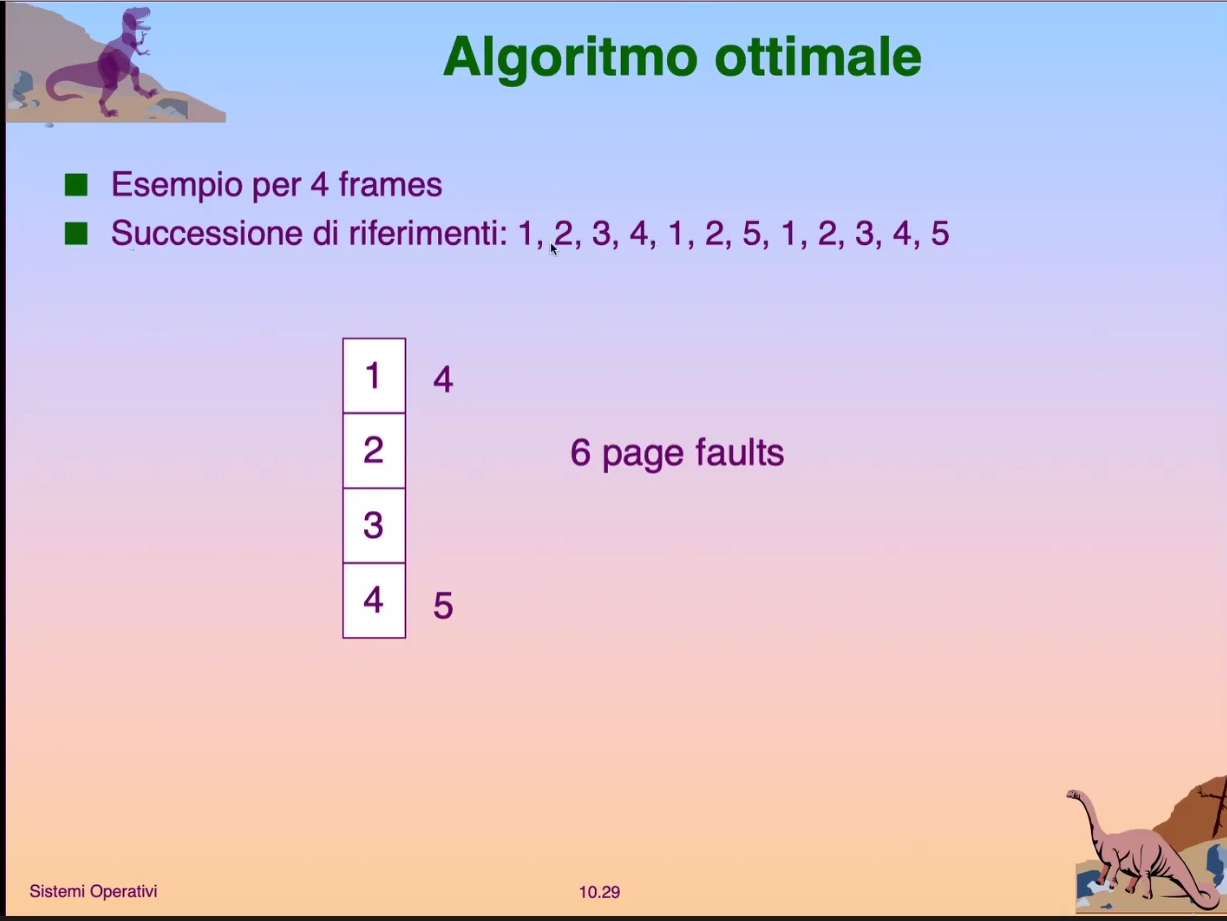 Algoritmo ottimale
Esempio per 4 frames
Successione di riferimenti: 1, 2, 3, 4, 1, 2, 5, 1, 2, 3, 4, 5
1 4
2
6 page faults
3
4 5
Sistemi Operativi
10.29